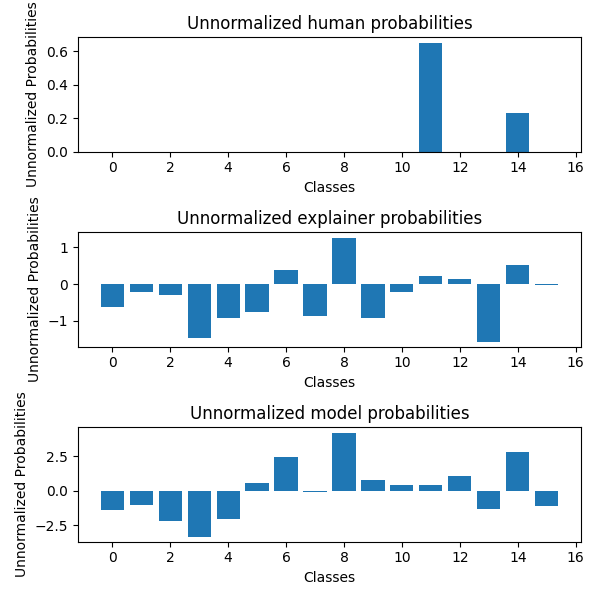 Unnormalized human probabilities
Unnormalized Probabilities
0.6
0.4
0.2
0.0
0 2 4 6 8 10 12 14 16
Classes
Unnormalized explainer probabilities
Unnormalized Probabilities
1
0
−1
0 2 4 6 8 10 12 14 16
Classes
Unnormalized model probabilities
Unnormalized Probabilities
2.5
0.0
−2.5
0 2 4 6 8 10 12 14 16
Classes